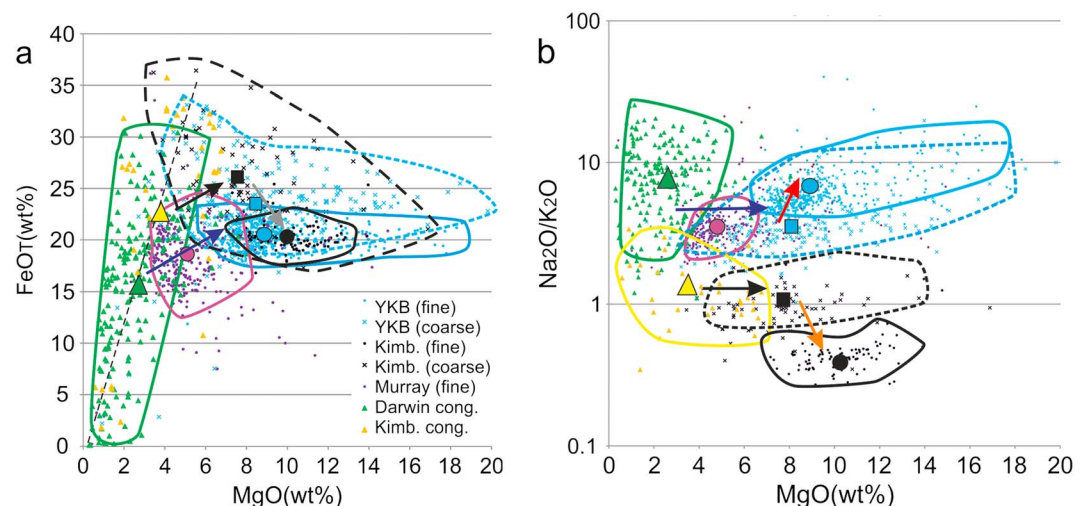 a
40
35
30
25
20
15
10
5
0
FeOT(wt%)
0 2 4 6 8 10 12 14 16 18 20
MgO(wt%)
YKB (fine)
YKB (coarse)
Kimb. (fine)
Kimb. (coarse)
Murray (fine)
Darwin cong.
Kimb. cong.
b
100
10
1
0.1
Na2O/K2O
0 2 4 6 8 10 12 14 16 18 20
MgO(wt%)